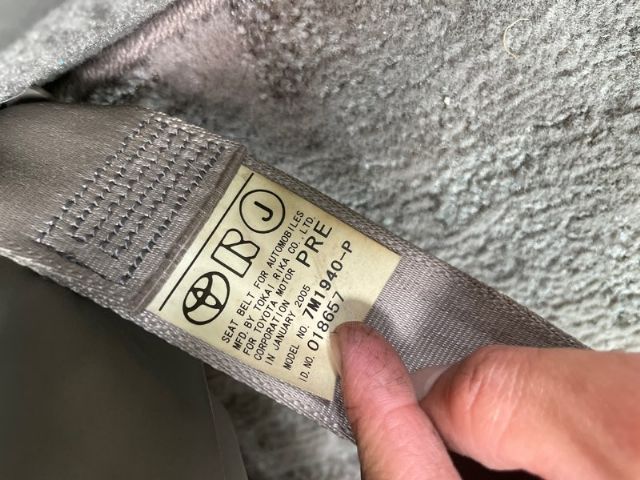 J
SEAT BELT FOR AUTOMOBILES
MFD. BY TOKAI RIKA CO., LTD.
FOR TOYOTA MOTOR PRE
CORPORATION
IN JANUARY 2005
MODEL NO. 7M1940-P
I.D. NO. 018657